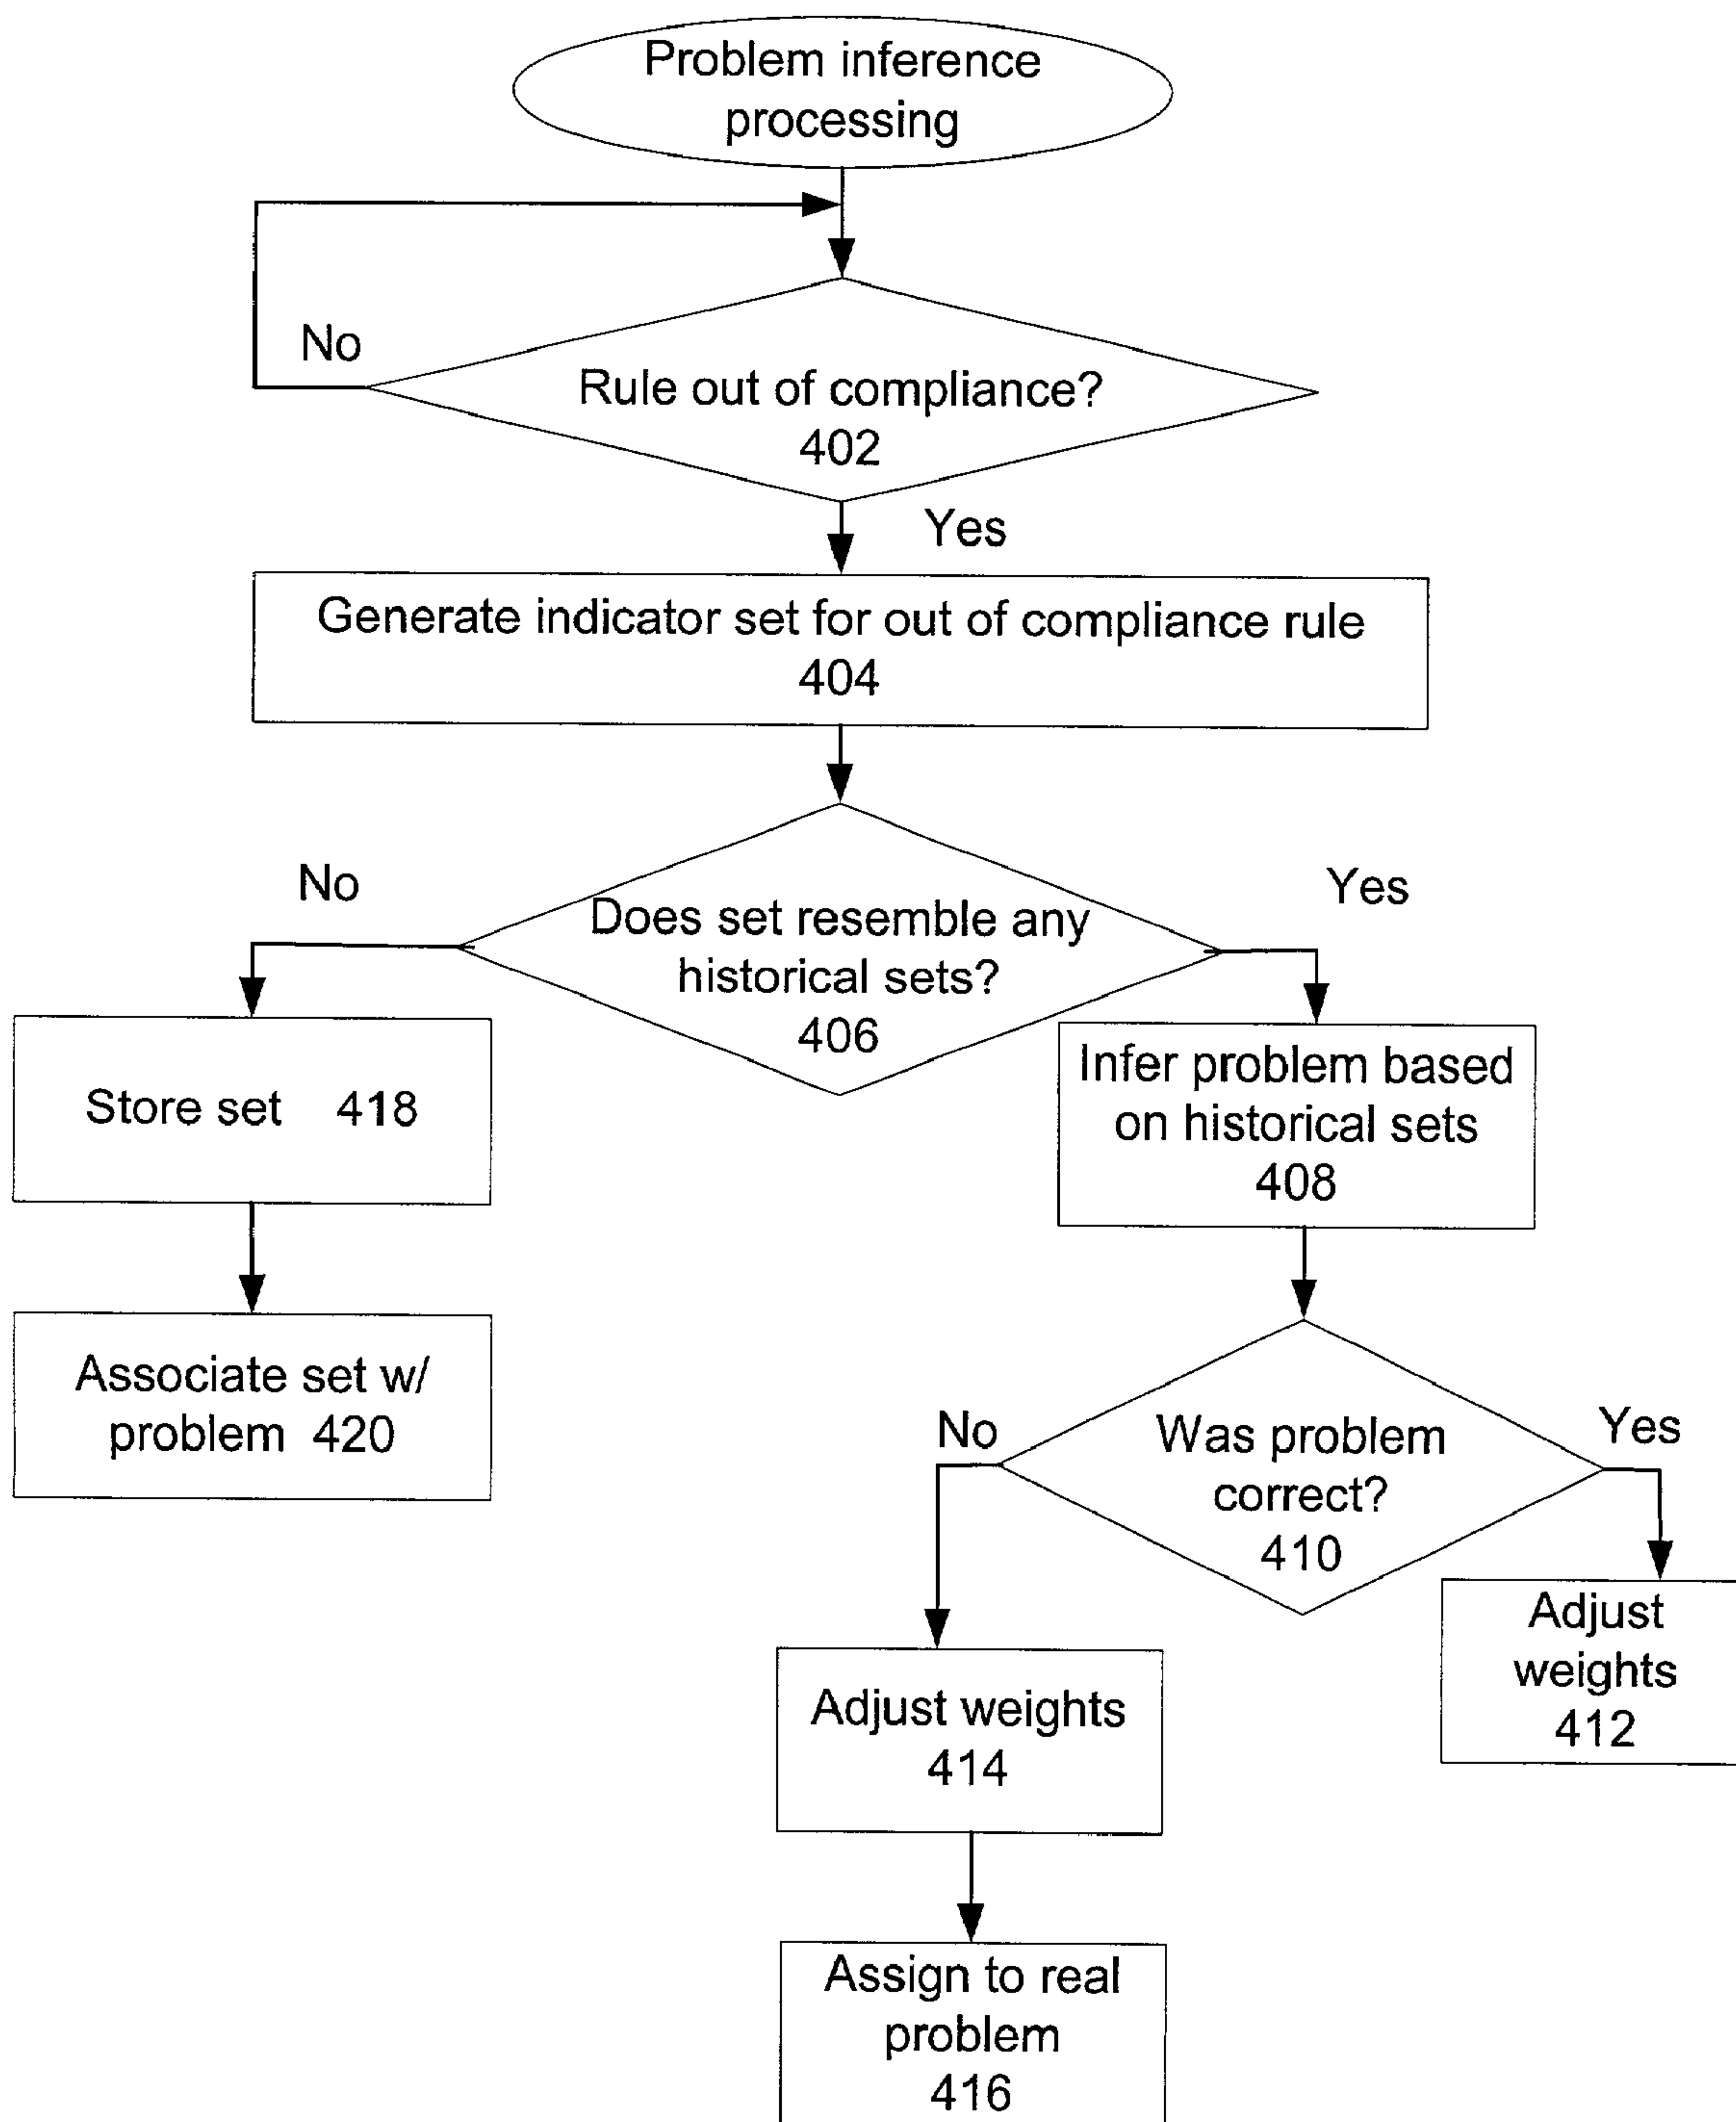 Problem inference
processing
No
Rule out of compliance?
402
Yes
Generate indicator set for out of compliance rule
404
No
Yes
Does set resemble any
historical sets?
406
Store set 418
Infer problem based
on historical sets
408
Associate set w/
problem 420
No
Yes
Was problem
correct?
410
Adjust
weights
412
Adjust weights
414
Assign to real
problem
416